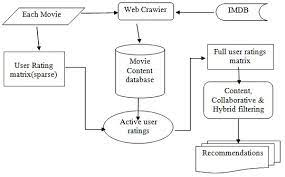 Each Movie
Web Crawler
IMDB
User Rating
matrix(sparse)
Movie
Content
database
Full user ratings
matrix
Active user
ratings
Content,
Collaborative &
Hybrid filtering
Recommendations